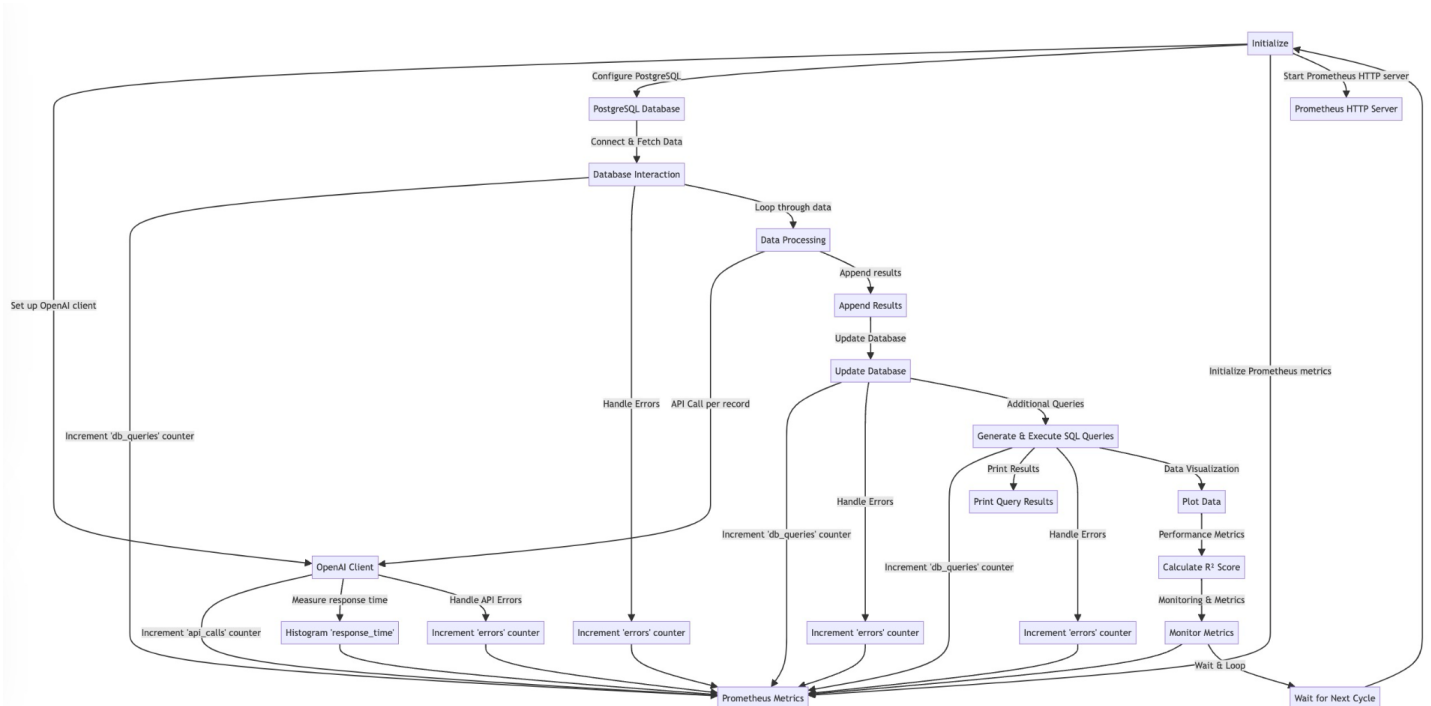 Initialize
Configure PostgreSQL
Start Prometheus HTTP server
PostgreSQL Database
Prometheus HTTP Server
Connect & Fetch Data
Database Interaction
Loop through data
Data Processing
Append results
Set up OpenAI client
Append Results
Update Database
Update Database
Initialize Prometheus metrics
Handle Errors
API Call per record
Additional Queries
Increment 'db_queries' counter
Generate & Execute SQL Queries
Print Results
Data Visualization
Handle Errors
Print Query Results
Plot Data
Increment 'db_queries' counter
Handle Errors
Performance Metrics
OpenAI Client
Increment 'db_queries' counter
Calculate R² Score
Measure response time
Handle API Errors
Monitoring & Metrics
Increment 'api_calls' counter
Histogram 'response_time'
Increment 'errors' counter
Increment 'errors' counter
Increment 'errors' counter
Increment 'errors' counter
Monitor Metrics
Wait & Loop
Prometheus Metrics
Wait for Next Cycle